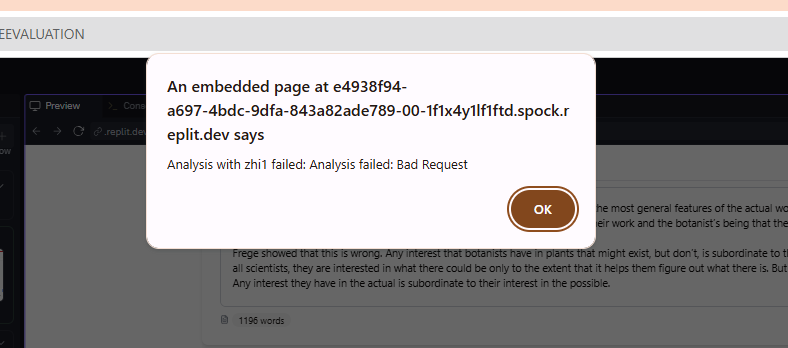 EEVALUATION
An embedded page at e4938f94-
a697-4bdc-9dfa-843a82ade789-00-1f1x4y1lf1ftd.spock.r
eplit.dev says
Analysis with zhi1 failed: Analysis failed: Bad Request
OK
Preview
Cons
ow
.replit.dev
he most general features of the actual wo
eir work and the botanist's being that the
Frege showed that this is wrong. Any interest that botanists have in plants that might exist, but don't, is subordinate to th
all scientists, they are interested in what there could be only to the extent that it helps them figure out what there is. But
Any interest they have in the actual is subordinate to their interest in the possible.
1196 words